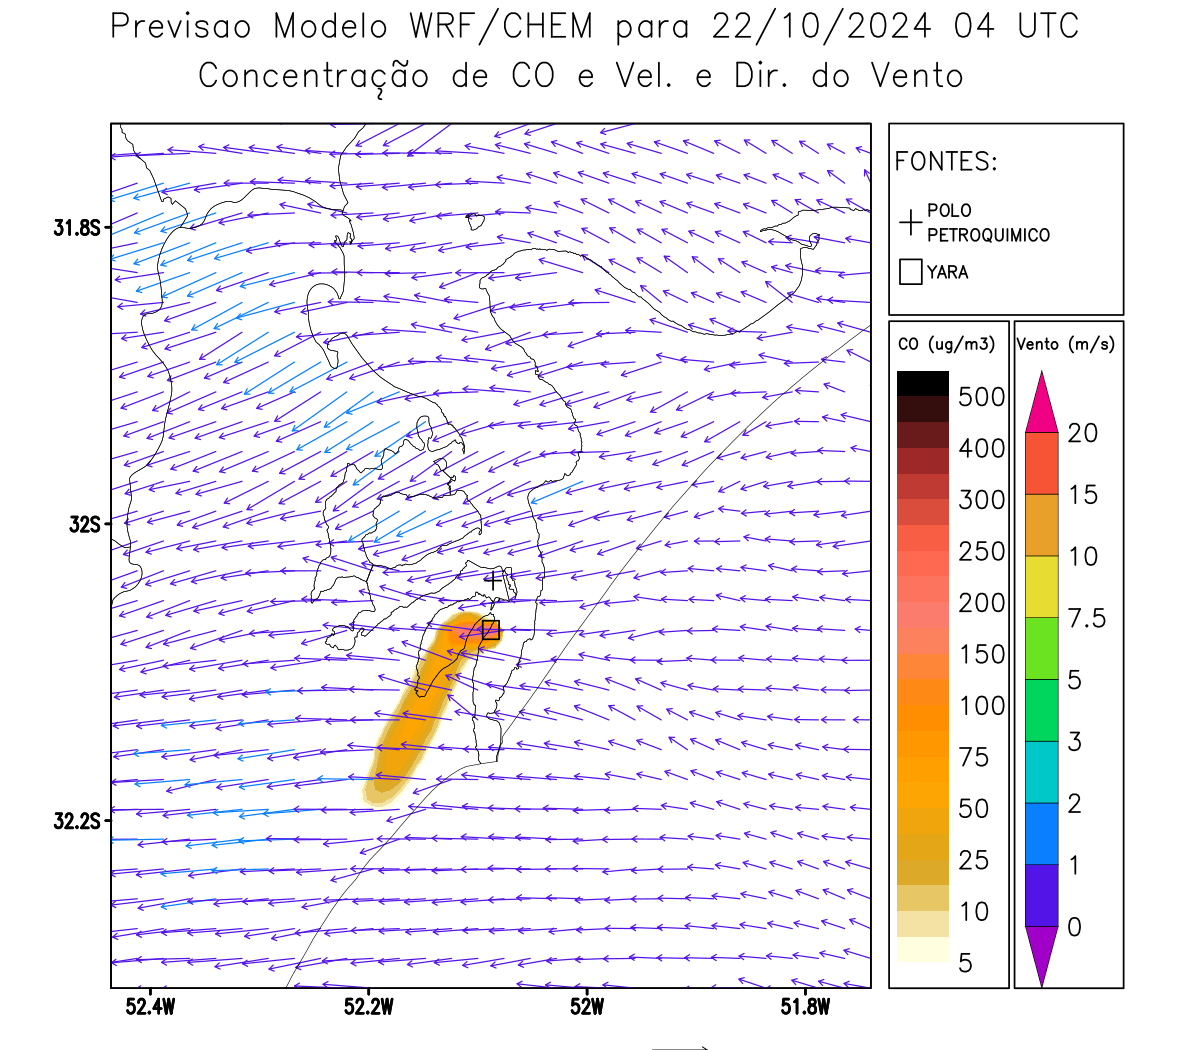 Previsao Modelo WRF/CHEM para 22/10/2024 04 UTC
Concentração de CO e Vel. e Dir. do Vento
FONTES:
POLO
PETROQUIMICO
YARA
CO (ug/m3)
500
400
300
250
200
150
100
75
50
25
10
5
Vento (m/s)
20
15
10
7.5
5
3
2
1
0
31.8S
32S
32.2S
52.4W
52.2W
52W
51.8W